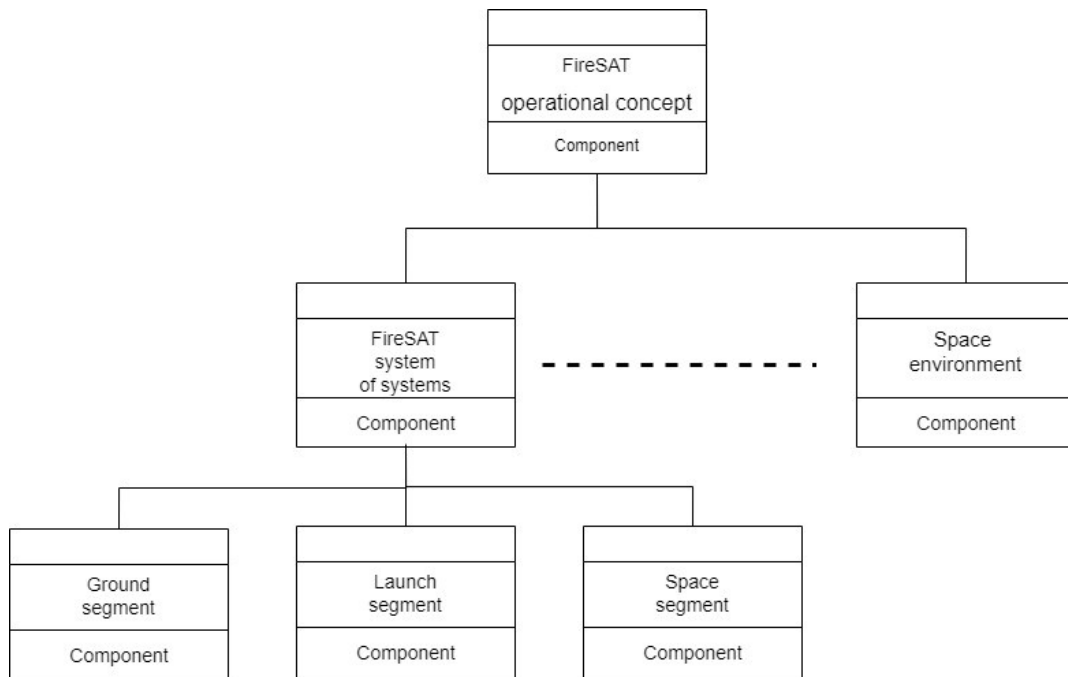 FireSAT
operational concept
Component
FireSAT
system
of systems
Component
Space
environment
Component
Ground
segment
Component
Launch
segment
Component
Space
segment
Component